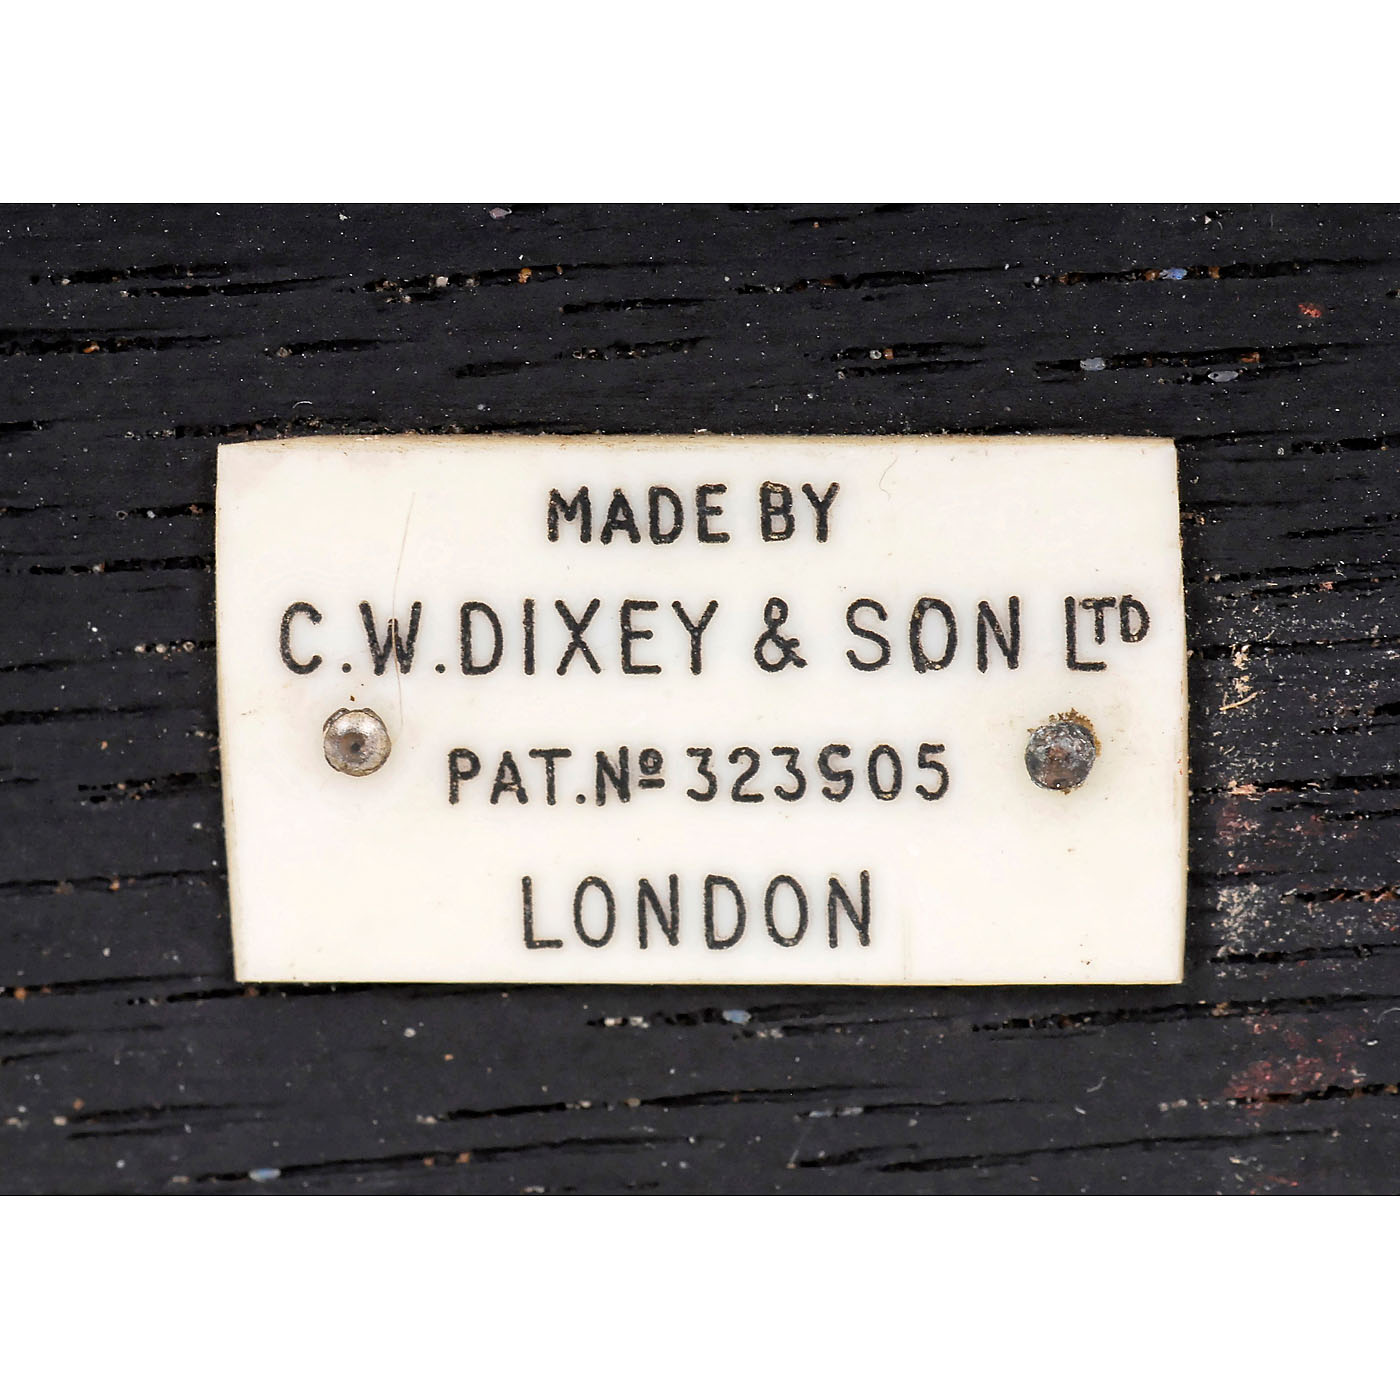 MADE BY
C.W.DIXEY & SON LTD
PAT.Nº 323905
LONDON